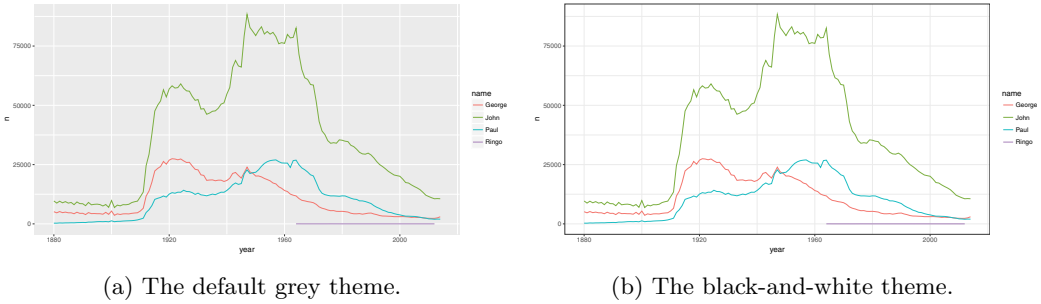 75000
50000
25000
0
n
1880
1920
1960
2000
year
name
George
John
Paul
Ringo
(a) The default grey theme.
75000
50000
25000
0
n
1880
1920
1960
2000
year
name
George
John
Paul
Ringo
(b) The black-and-white theme.